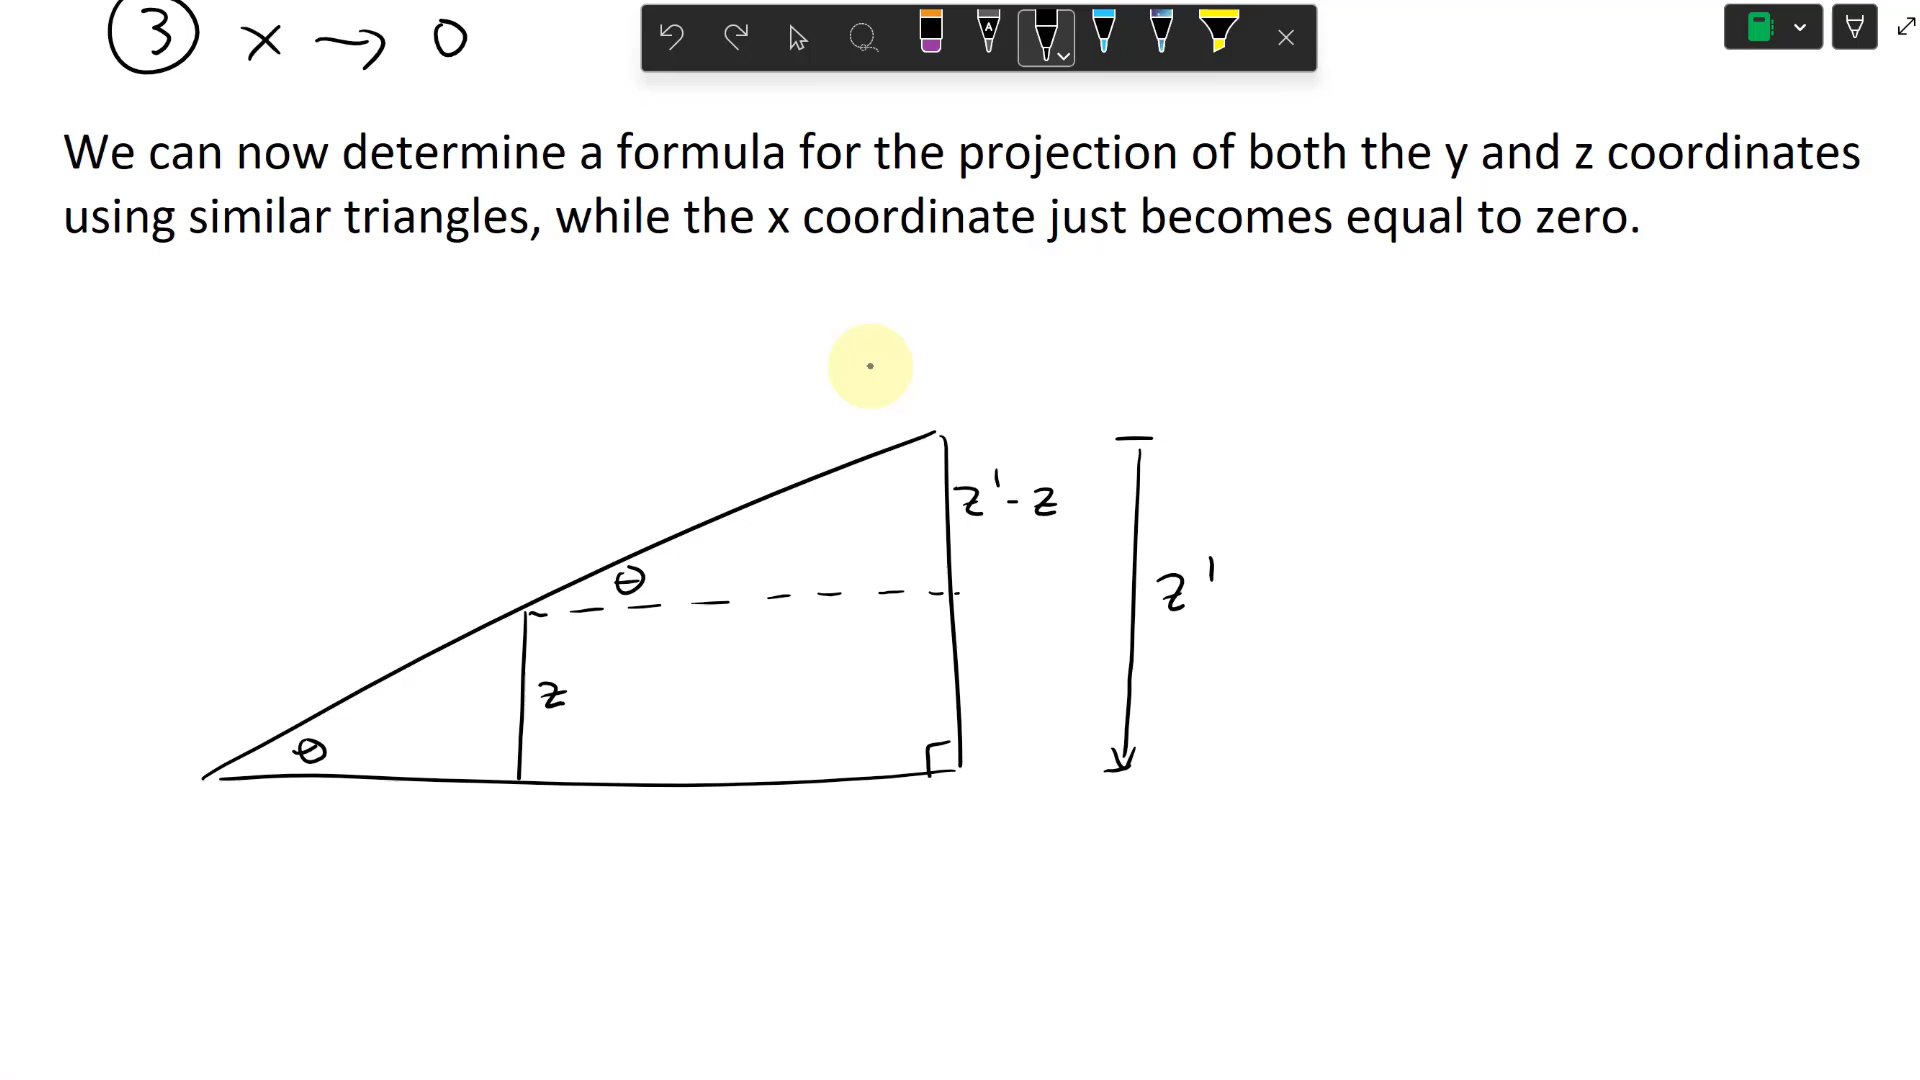 ③ x → 0
We can now determine a formula for the projection of both the y and z coordinates
using similar triangles, while the x coordinate just becomes equal to zero.
z' - z
θ
z'
z
θ